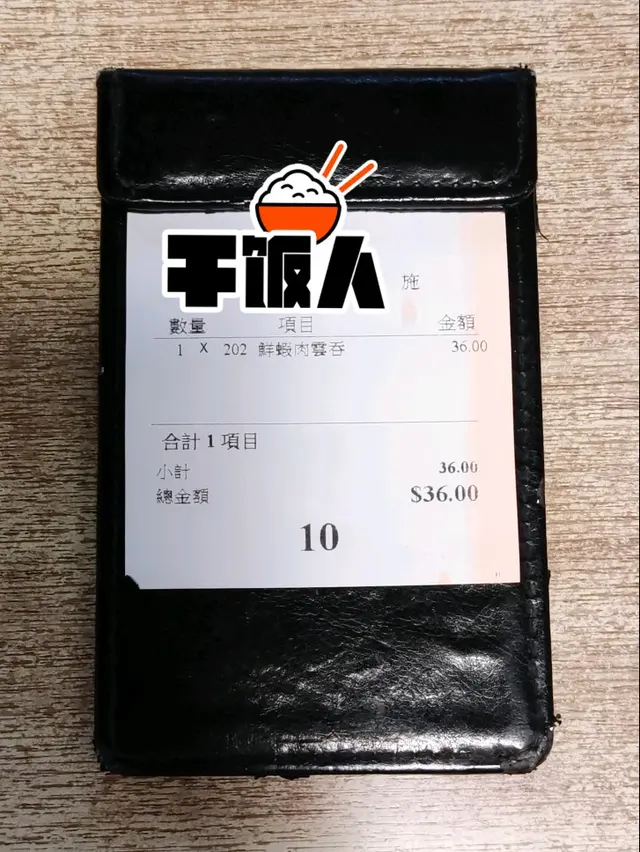 干饭人
施
數量 項目 金額
1 X 202 鮮蝦肉雲吞 36.00
合計 1 項目
小計 36.00
總金額 $36.00
10